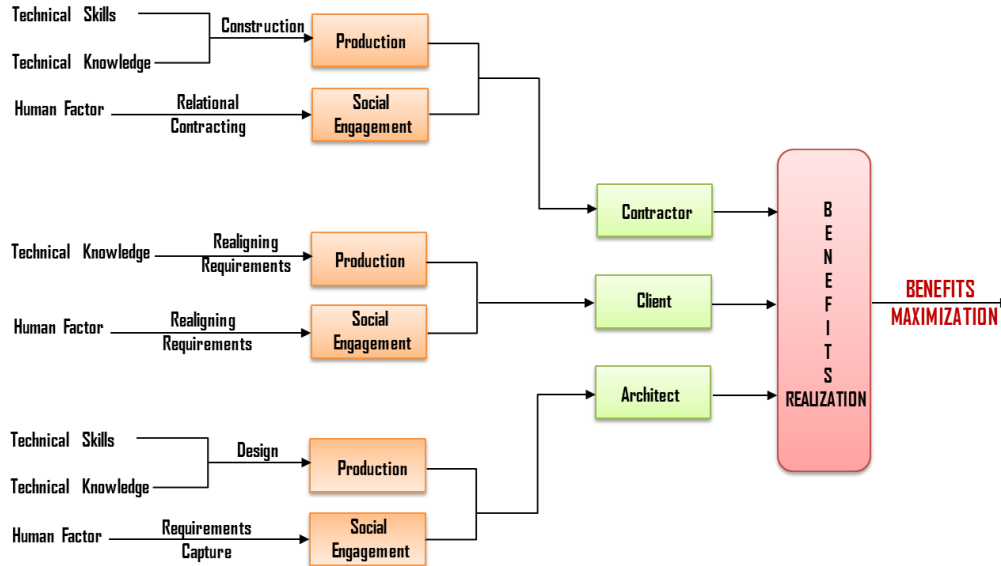 Technical Skills
Construction
Production
Technical Knowledge
Human Factor
Relational
Contracting
Social
Engagement
Contractor
Technical Knowledge
Realigning
Requirements
Production
Human Factor
Realigning
Requirements
Social
Engagement
Client
Architect
Technical Skills
Design
Production
Technical Knowledge
Human Factor
Requirements
Capture
Social
Engagement
B
E
N
E
F
I
T
S
REALIZATION
BENEFITS
MAXIMIZATION